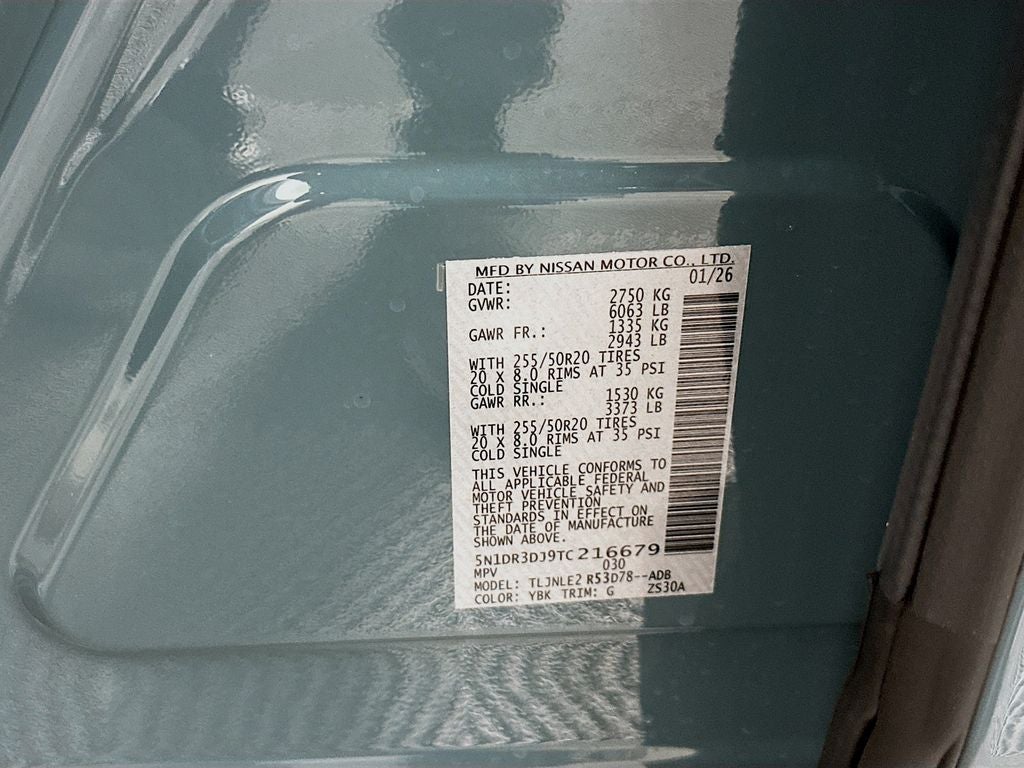 MFD BY NISSAN MOTOR CO., LTD.
DATE: 01/26
GVWR: 2750 KG
6063 LB
GAWR FR.: 1335 KG
2943 LB
WITH 255/50R20 TIRES
20 X 8.0 RIMS AT 35 PSI
COLD SINGLE
GAWR RR.: 1530 KG
3373 LB
WITH 255/50R20 TIRES
20 X 8.0 RIMS AT 35 PSI
COLD SINGLE
THIS VEHICLE CONFORMS TO
ALL APPLICABLE FEDERAL
MOTOR VEHICLE SAFETY AND
THEFT PREVENTION
STANDARDS IN EFFECT ON
THE DATE OF MANUFACTURE
SHOWN ABOVE.
5N1DR3DJ9TC216679
MPV 030
MODEL: TLJNLE2 R53D78--ADB
COLOR: YBK TRIM: G ZS30A